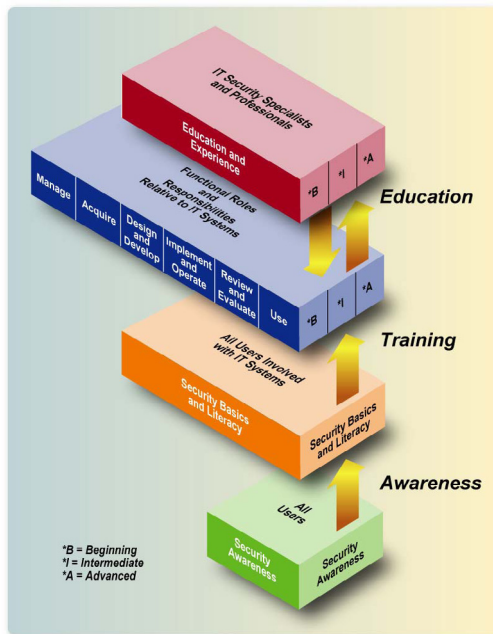 IT Security Specialists
and Professionals
Education and
Experience
*B
*I
*A
Education
Functional Roles
and
Responsibilities
Relative to IT Systems
Manage
Acquire
Design
and
Develop
Implement
and
Operate
Review
and
Evaluate
Use
*B
*I
*A
Training
All Users Involved
with IT Systems
Security Basics
and Literacy
Security Basics
and Literacy
Awareness
All
Users
Security
Awareness
Security
Awareness
*B = Beginning
*I = Intermediate
*A = Advanced